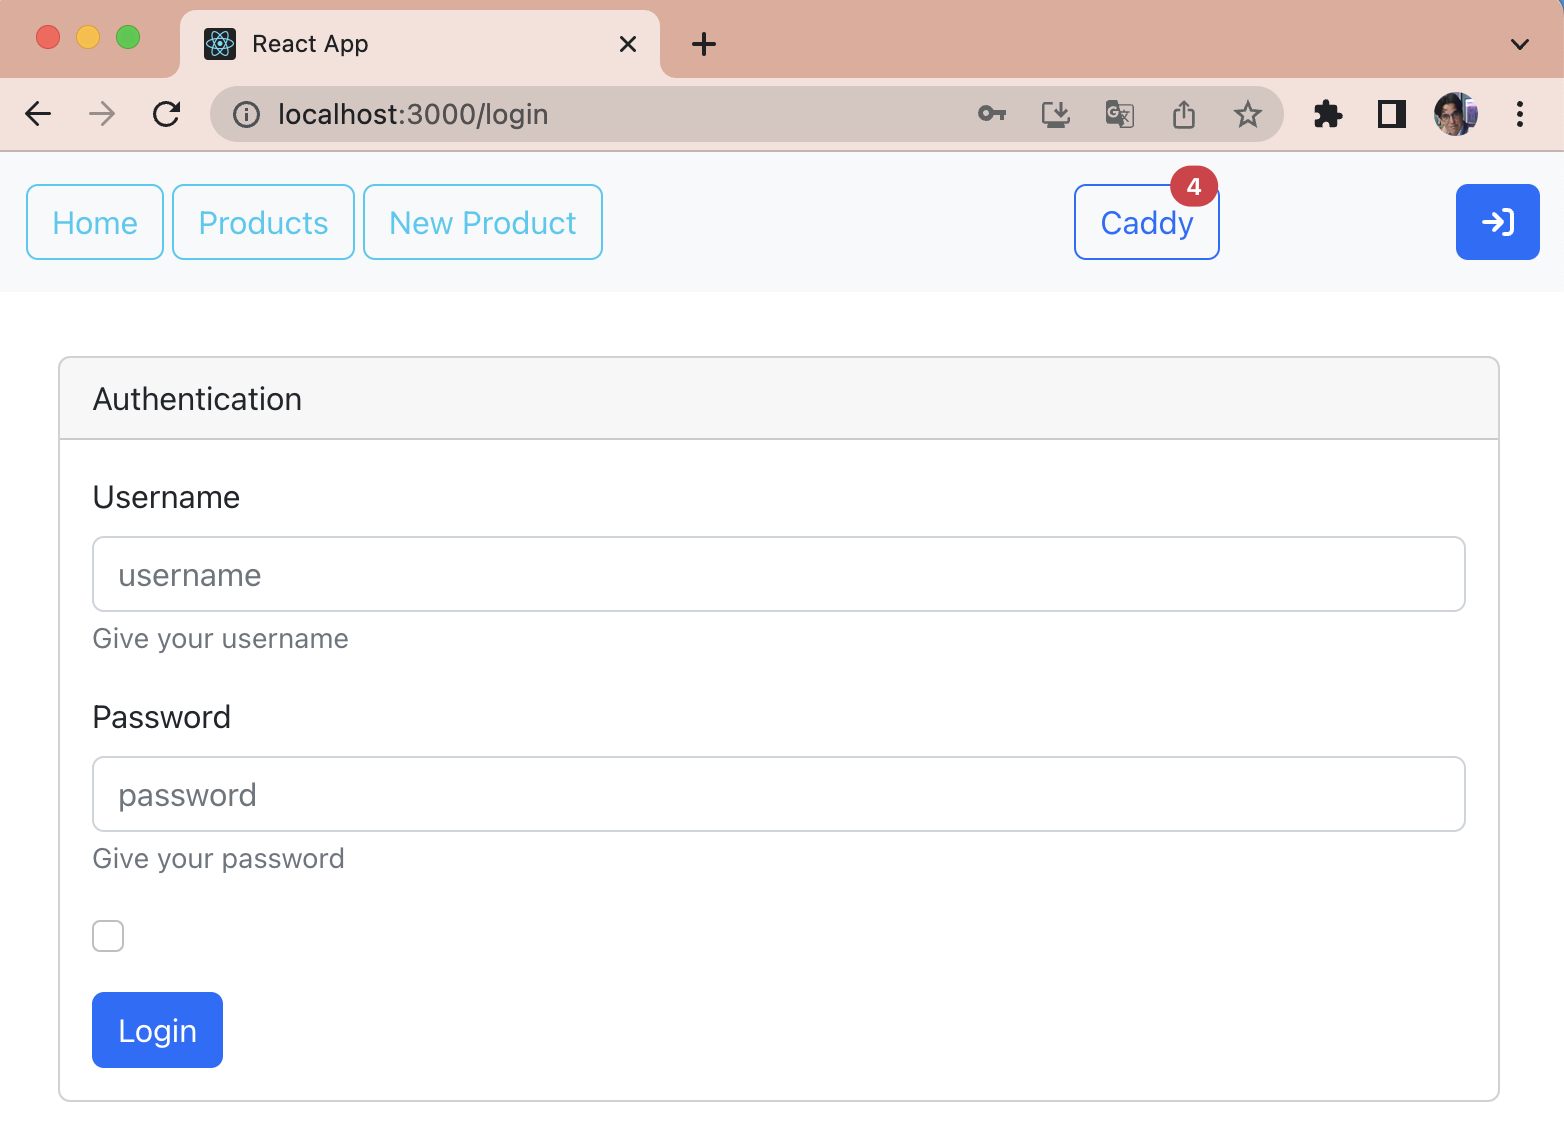 React App
localhost:3000/login
Home Products New Product Caddy 4
Authentication
Username
username
Give your username
Password
password
Give your password
Login